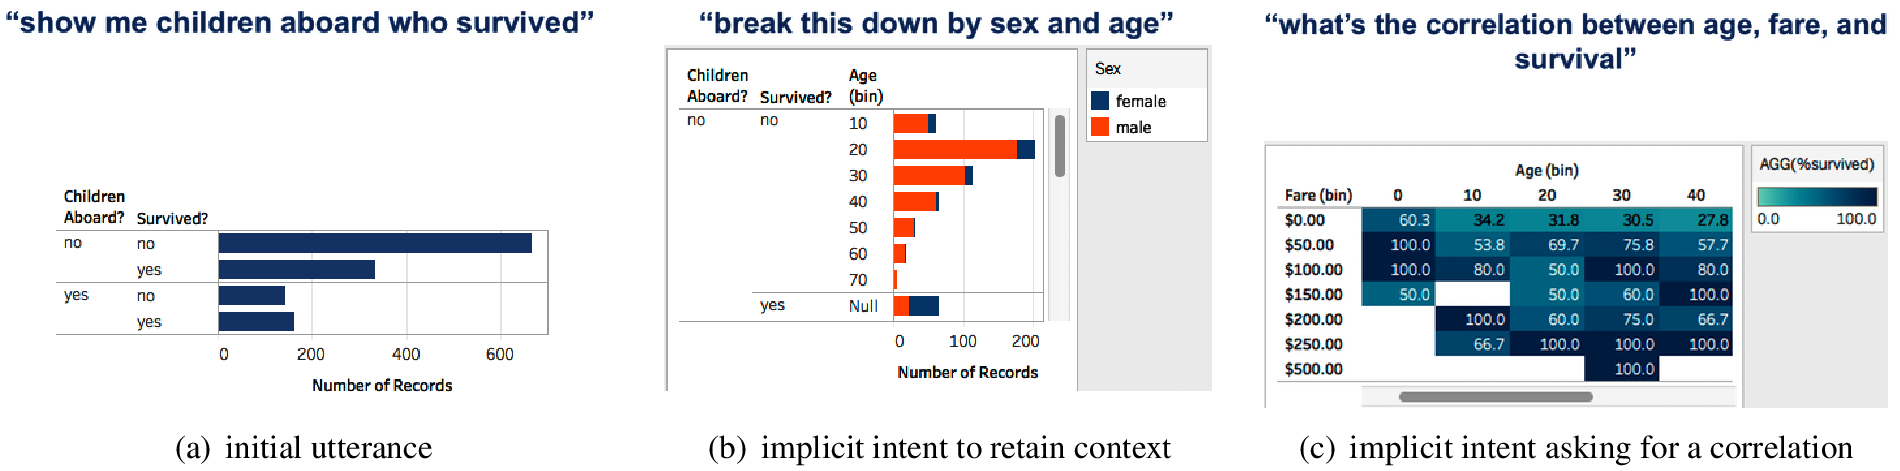 “show me children aboard who survived”
Children
Aboard? Survived?
no no
yes
yes no
yes
0 200 400 600
Number of Records
(a) initial utterance
“break this down by sex and age”
Children
Aboard? Survived? Age
(bin)
no no 10
20
30
40
50
60
70
yes Null
0 100 200
Number of Records
Sex
female
male
(b) implicit intent to retain context
“what’s the correlation between age, fare, and
survival”
Age (bin)
Fare (bin) 0 10 20 30 40
$0.00 60.3 34.2 31.8 30.5 27.8
$50.00 100.0 53.8 69.7 75.8 57.7
$100.00 100.0 80.0 50.0 100.0 80.0
$150.00 50.0 50.0 60.0 100.0
$200.00 100.0 60.0 75.0 66.7
$250.00 66.7 100.0 100.0 100.0
$500.00 100.0
AGG(%survived)
0.0 100.0
(c) implicit intent asking for a correlation